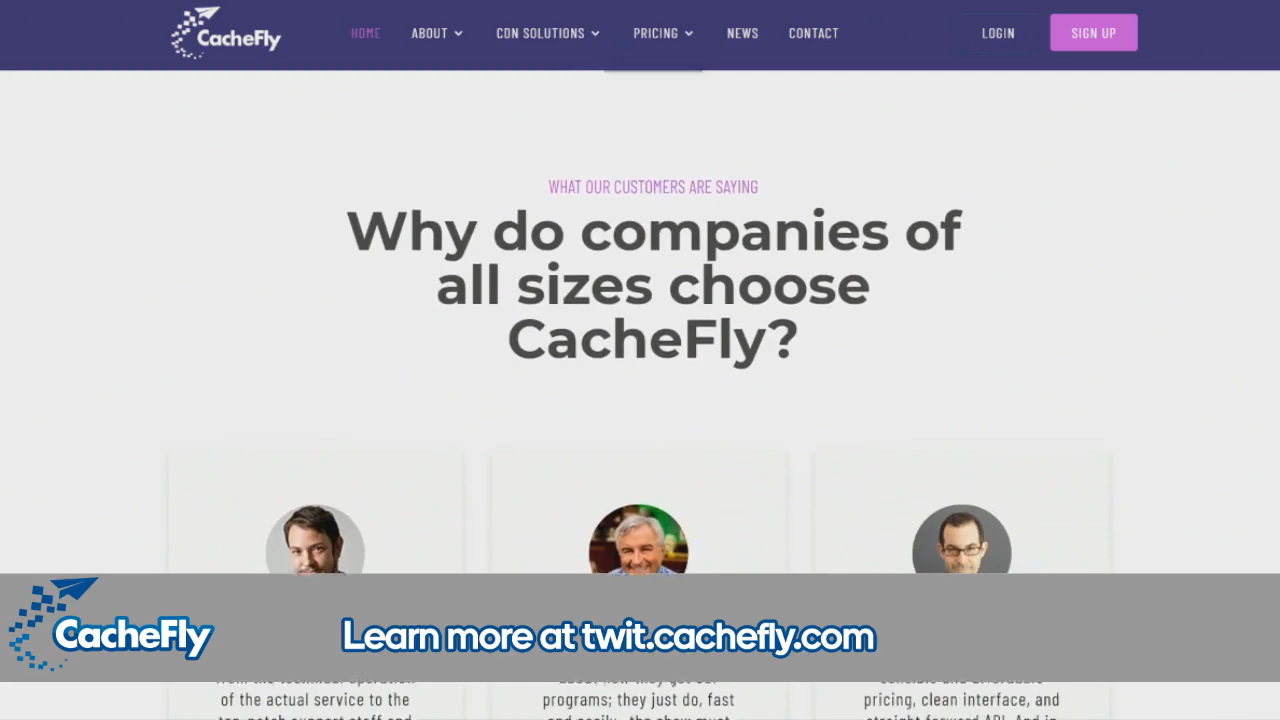 CacheFly
HOME ABOUT CDN SOLUTIONS PRICING NEWS CONTACT LOGIN SIGN UP
WHAT OUR CUSTOMERS ARE SAYING
Why do companies of
all sizes choose
CacheFly?
CacheFly
Learn more at twit.cachefly.com
of the actual service to the
programs; they just do, fast
pricing, clean interface, and